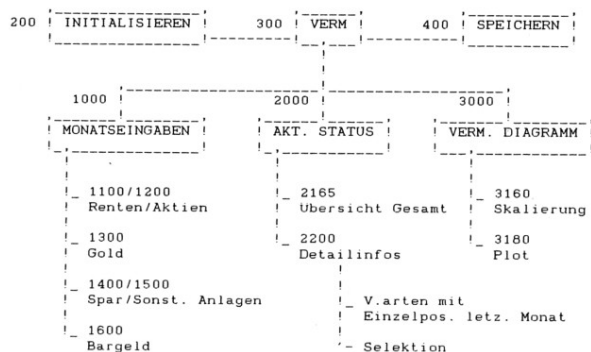 200 INITIALISIEREN 300 VERM 400 SPEICHERN
1000 2000 3000
MONATSEINGABEN AKT. STATUS VERM. DIAGRAMM
1100/1200 2165 3160
Renten/Aktien Übersicht Gesamt Skalierung
1300 2200 3180
Gold Detailinfos Plot
1400/1500
Spar/Sonst. Anlagen V.arten mit
Einzelpos. letz. Monat
1600
Bargeld Selektion